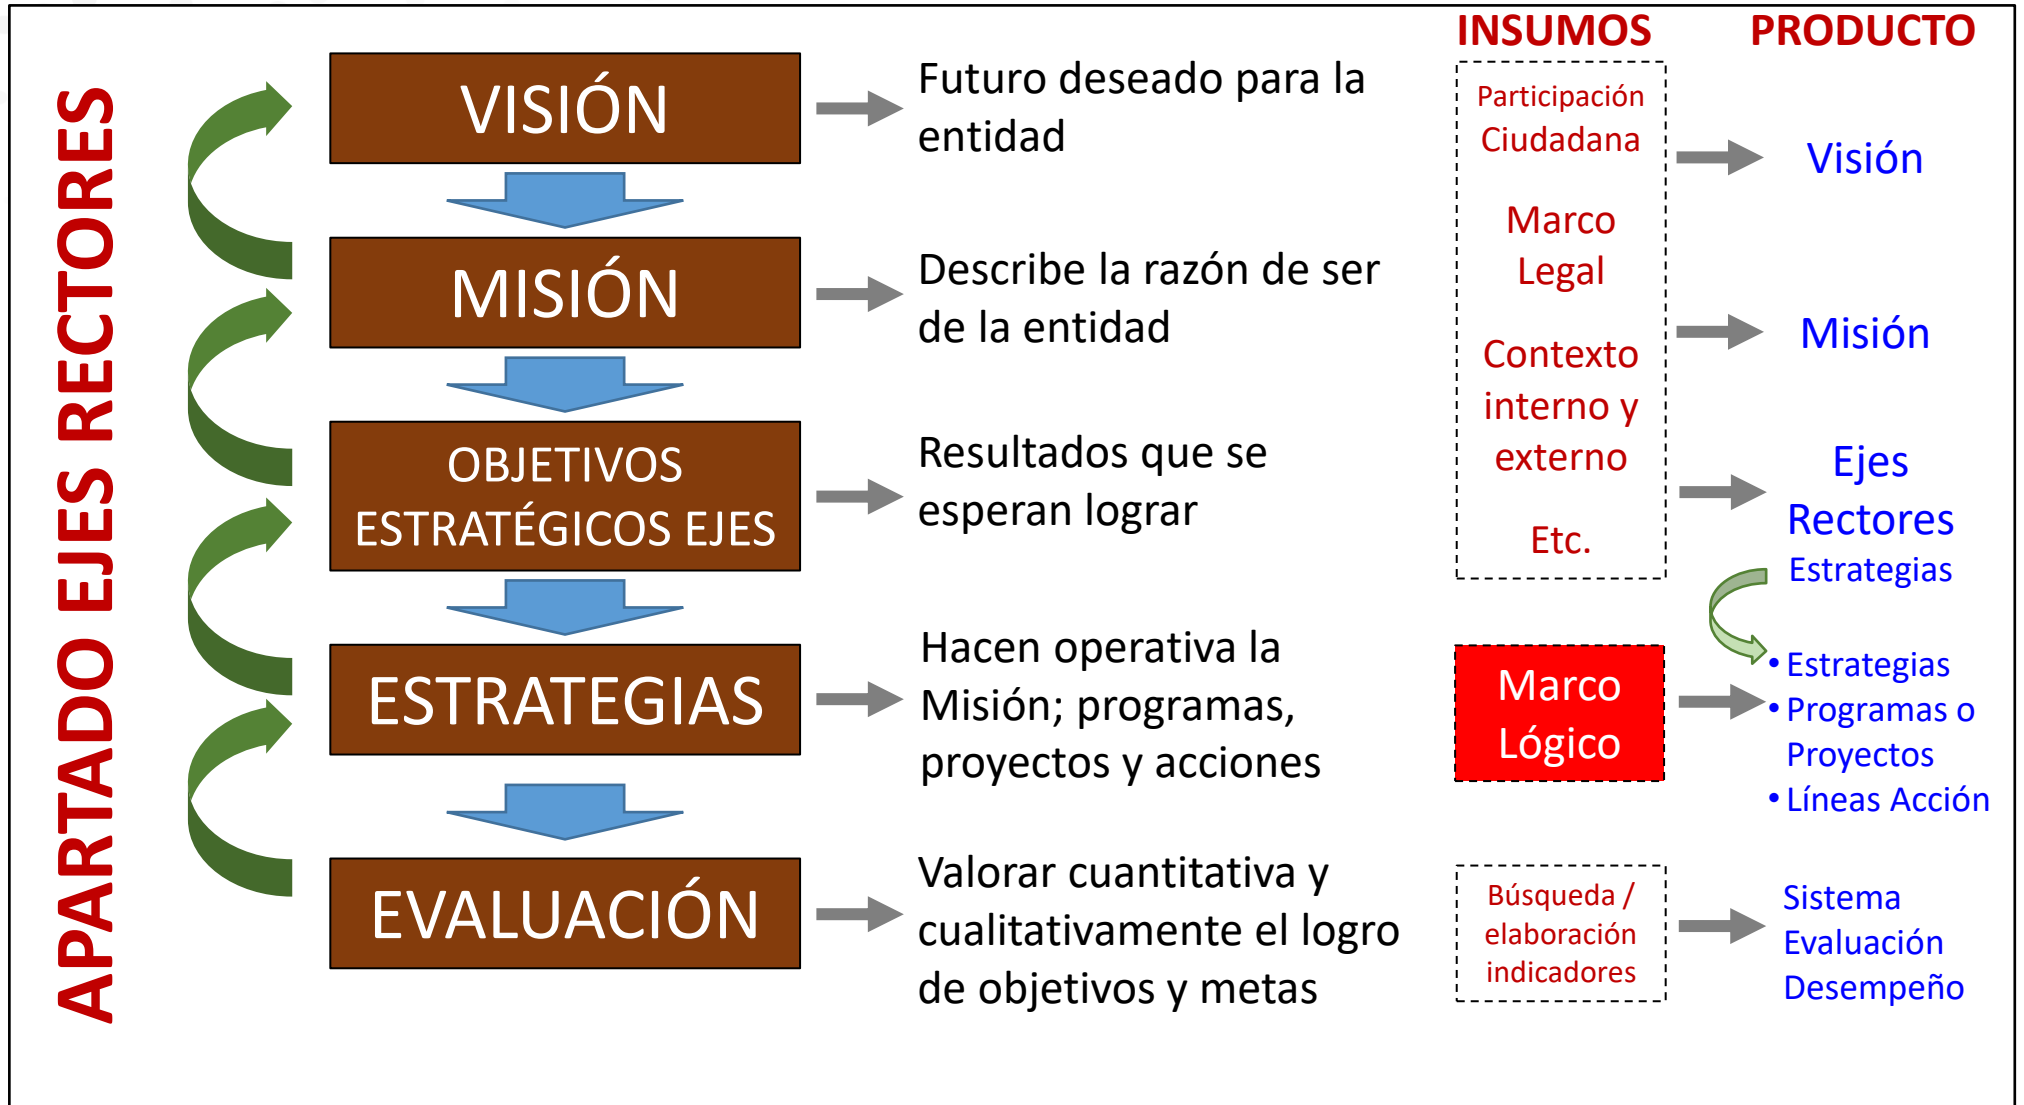 APARTADO EJES RECTORES
VISIÓN
Futuro deseado para la
entidad
MISIÓN
Describe la razón de ser
de la entidad
OBJETIVOS
ESTRATÉGICOS EJES
Resultados que se
esperan lograr
ESTRATEGIAS
Hacen operativa la
Misión; programas,
proyectos y acciones
EVALUACIÓN
Valorar cuantitativa y
cualitativamente el logro
de objetivos y metas
INSUMOS
Participación
Ciudadana
Marco
Legal
Contexto
interno y
externo
Etc.
Marco
Lógico
Búsqueda /
elaboración
indicadores
PRODUCTO
Visión
Misión
Ejes
Rectores
Estrategias
• Estrategias
• Programas o
Proyectos
• Líneas Acción
Sistema
Evaluación
Desempeño